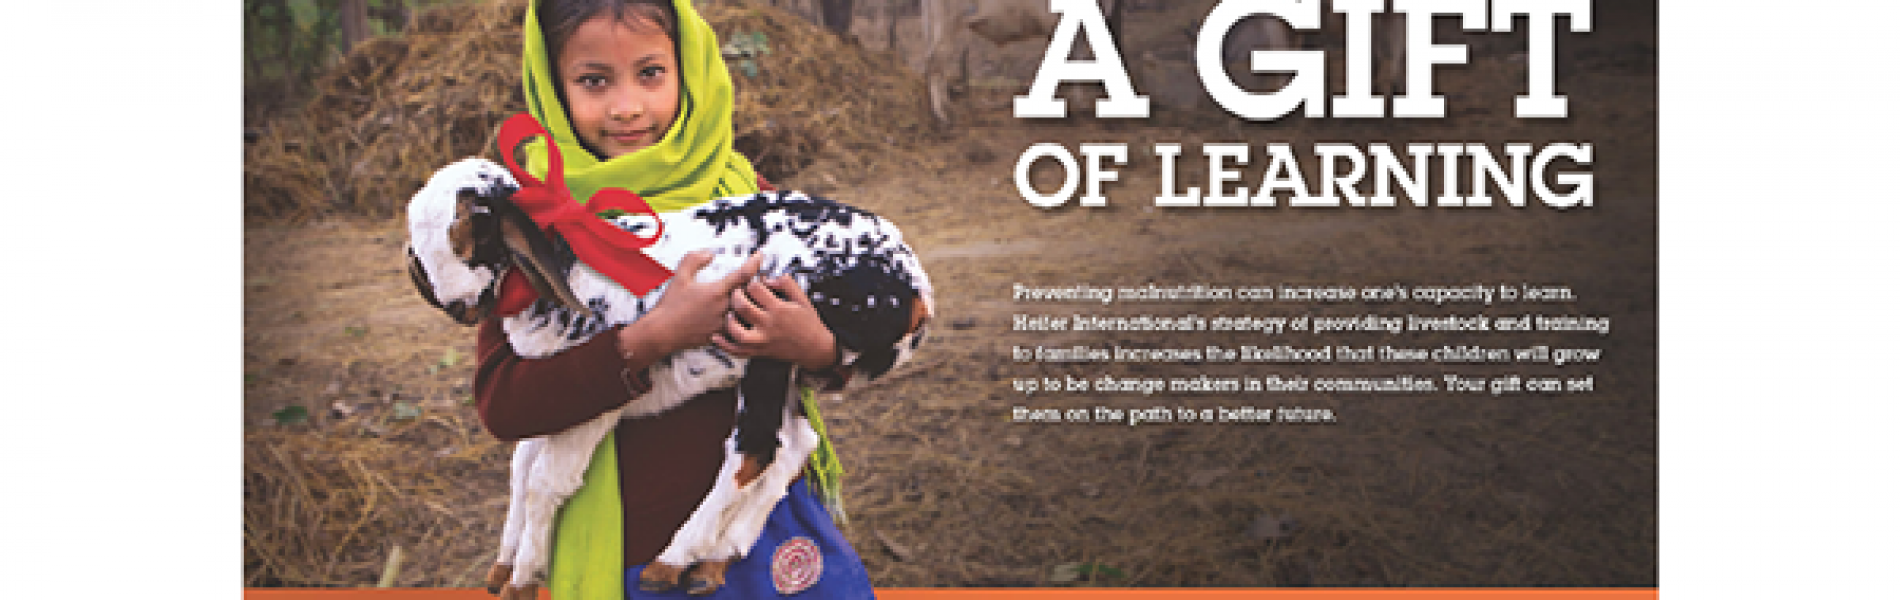 A GIFT
OF LEARNING
Preventing malnutrition can increase one's capacity to learn.
Heifer International's strategy of providing livestock and training
to families increases the likelihood that these children will grow
up to be change makers in their communities. Your gift can set
them on the path to a better future.